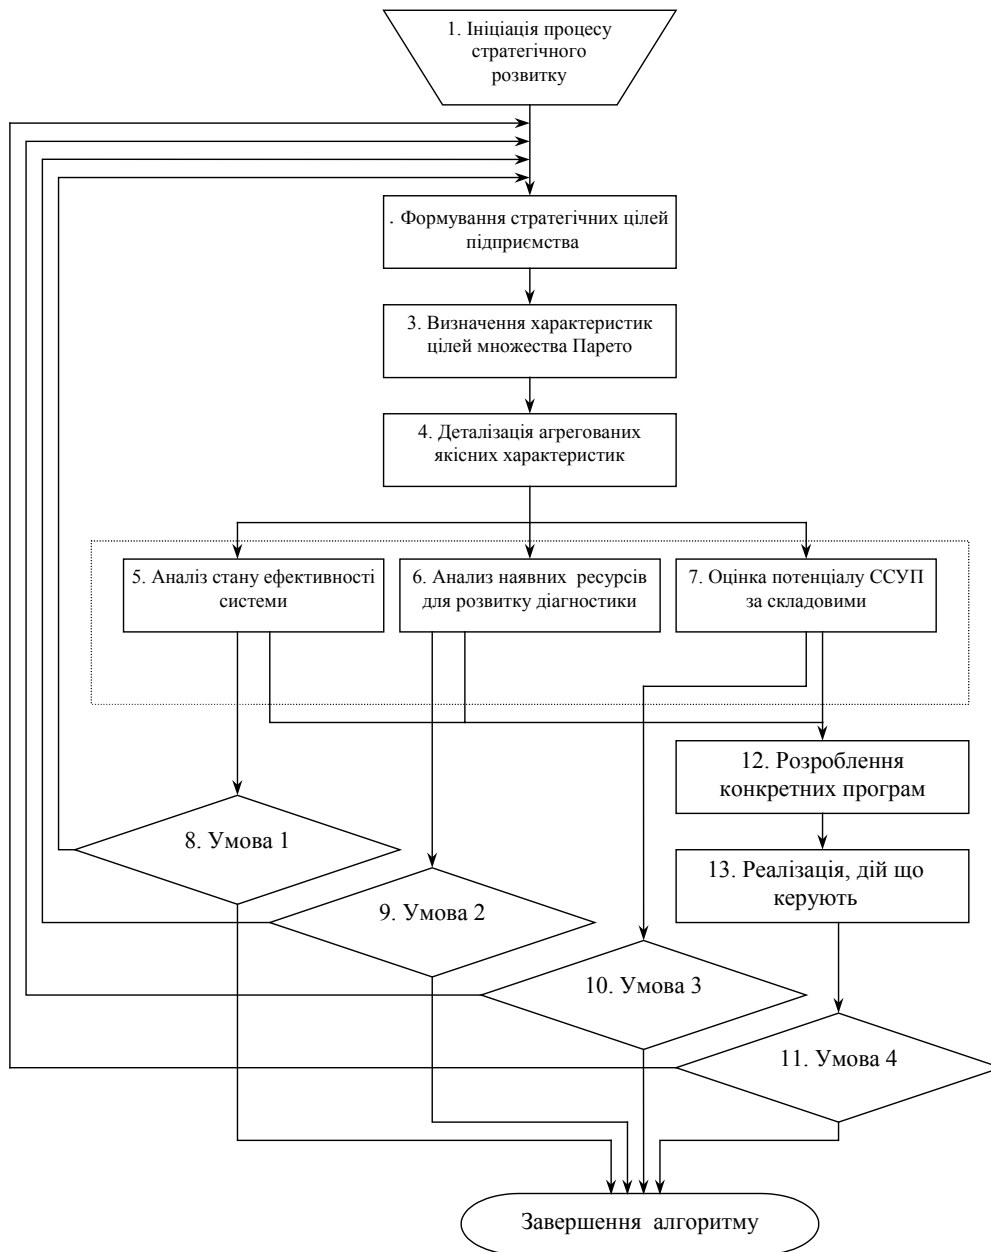 1. Ініціація процесу
стратегічного
розвитку
. Формування стратегічних цілей
підприємства
3. Визначення характеристик
цілей множества Парето
4. Деталізація агрегованих
якісних характеристик
5. Аналіз стану ефективності
системи
6. Анализ наявних ресурсів
для розвитку діагностики
7. Оцінка потенціалу ССУП
за складовими
12. Розроблення
конкретних програм
8. Умова 1
13. Реалізація, дій що
керують
9. Умова 2
10. Умова 3
11. Умова 4
Завершення алгоритму